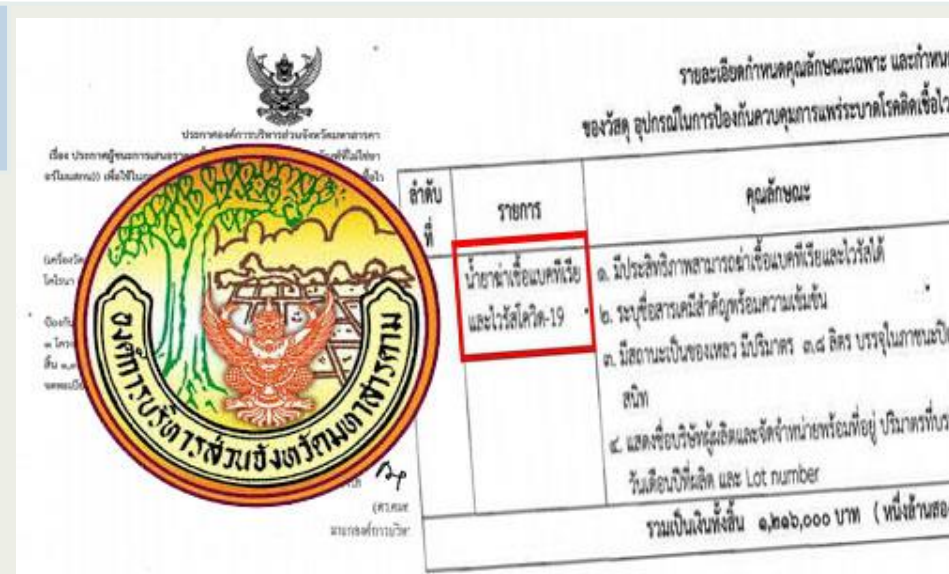 ประกาศองค์การบริหารส่วนจังหวัดมหาสารคา
เรื่อง ประกาศผู้ชนะการเสนอราคา
องค์การบริหารส่วนจังหวัดมหาสารคาม
รายละเอียดกำหนดคุณลักษณะเฉพาะ และกำหน
ของวัสดุ อุปกรณ์ในการป้องกันควบคุมการแพร่ระบาดโรคติดเชื้อไว
ลำดับ
ที่
รายการ
คุณลักษณะ
น้ำยาฆ่าเชื้อแบคทีเรีย
และไวรัสโควิด-19
๑. มีประสิทธิภาพสามารถฆ่าเชื้อแบคทีเรียและไวรัสได้
๒. ระบุชื่อสารเคมีสำคัญพร้อมความเข้มข้น
๓. มีสถานะเป็นของเหลว มีปริมาตร ๓.๘ ลิตร บรรจุในภาชนะปิด
สนิท
๔. แสดงชื่อบริษัทผู้ผลิตและจัดจำหน่ายพร้อมที่อยู่ ปริมาตรที่บร
วันเดือนปีที่ผลิต และ Lot number
รวมเป็นเงินทั้งสิ้น ๑,๒๑๖,๐๐๐ บาท (หนึ่งล้านสอง